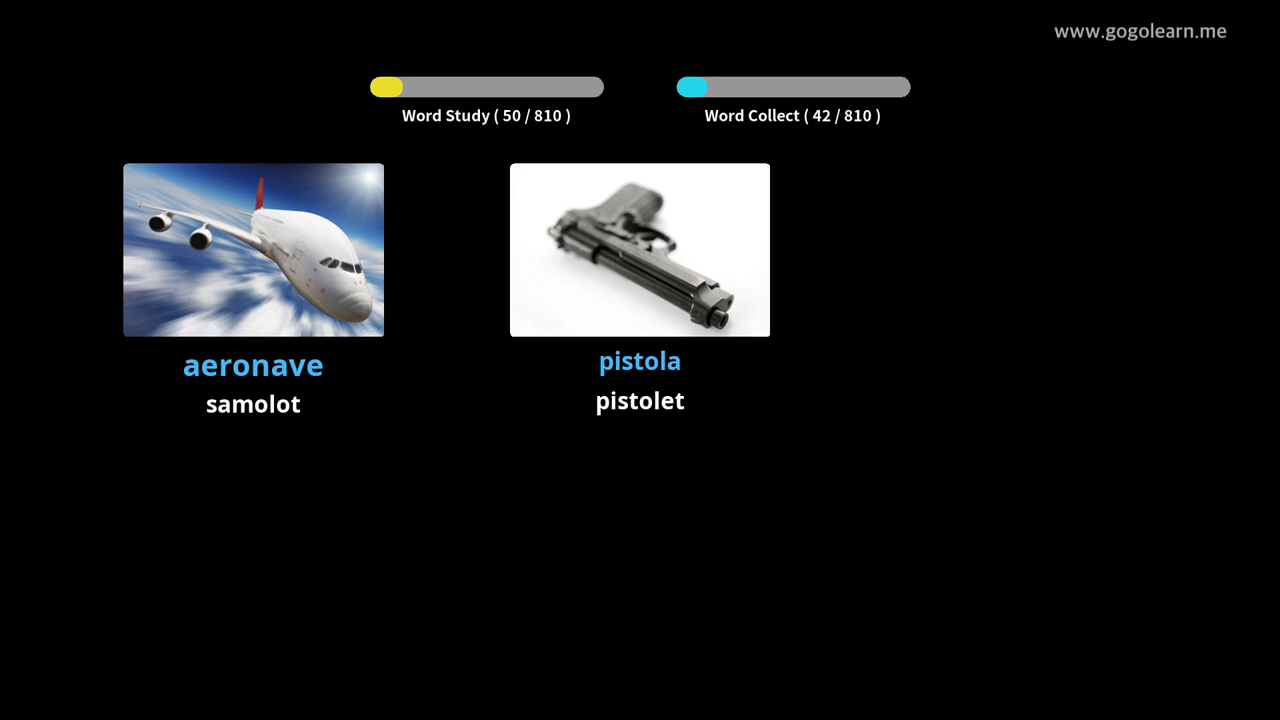 www.gogolearn.me
Word Study ( 50 / 810 )
Word Collect ( 42 / 810 )
aeronave
samolot
pistola
pistolet